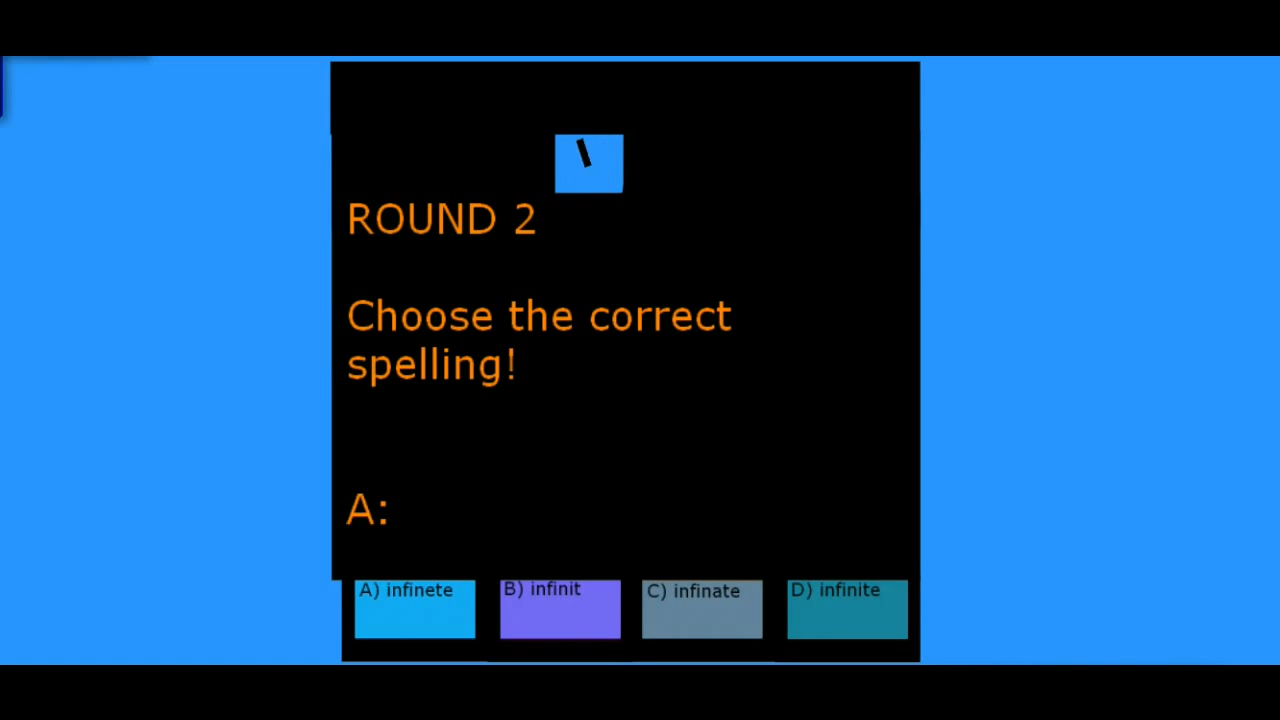 ROUND 2
Choose the correct
spelling!
A:
A) infinete
B) infinit
C) infinate
D) infinite